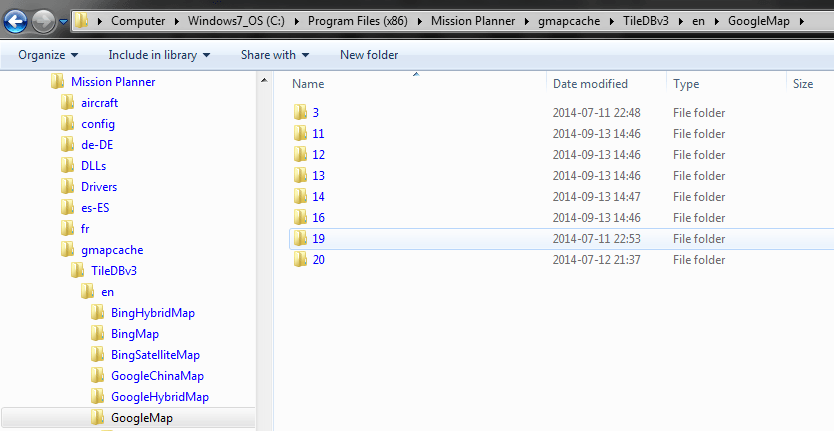 Computer Windows7_OS (C:) Program Files (x86) Mission Planner gmapcache TileDBv3 en GoogleMap
Organize Include in library Share with New folder
Mission Planner
aircraft
config
de-DE
DLLs
Drivers
es-ES
fr
gmapcache
TileDBv3
en
BingHybridMap
BingMap
BingSatelliteMap
GoogleChinaMap
GoogleHybridMap
GoogleMap
Name Date modified Type Size
3 2014-07-11 22:48 File folder
11 2014-09-13 14:46 File folder
12 2014-09-13 14:46 File folder
13 2014-09-13 14:46 File folder
14 2014-09-13 14:47 File folder
16 2014-09-13 14:46 File folder
19 2014-07-11 22:53 File folder
20 2014-07-12 21:37 File folder